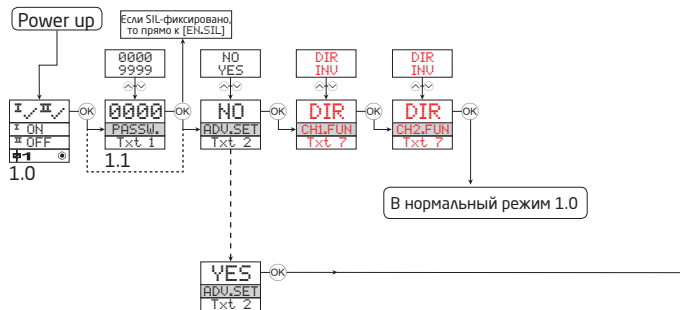 Power up
Если SIL-фиксировано,
то прямо к [EN.SIL]
0000
9999
NO
YES
DIR
INV
DIR
INV
I✓ II✓
I ON
II OFF
1
1.0
OK
0000
PASSW.
Txt 1
1.1
OK
NO
ADV.SET
Txt 2
OK
DIR
CH1.FUN
Txt 7
OK
DIR
CH2.FUN
Txt 7
OK
В нормальный режим 1.0
YES
ADV.SET
Txt 2
OK